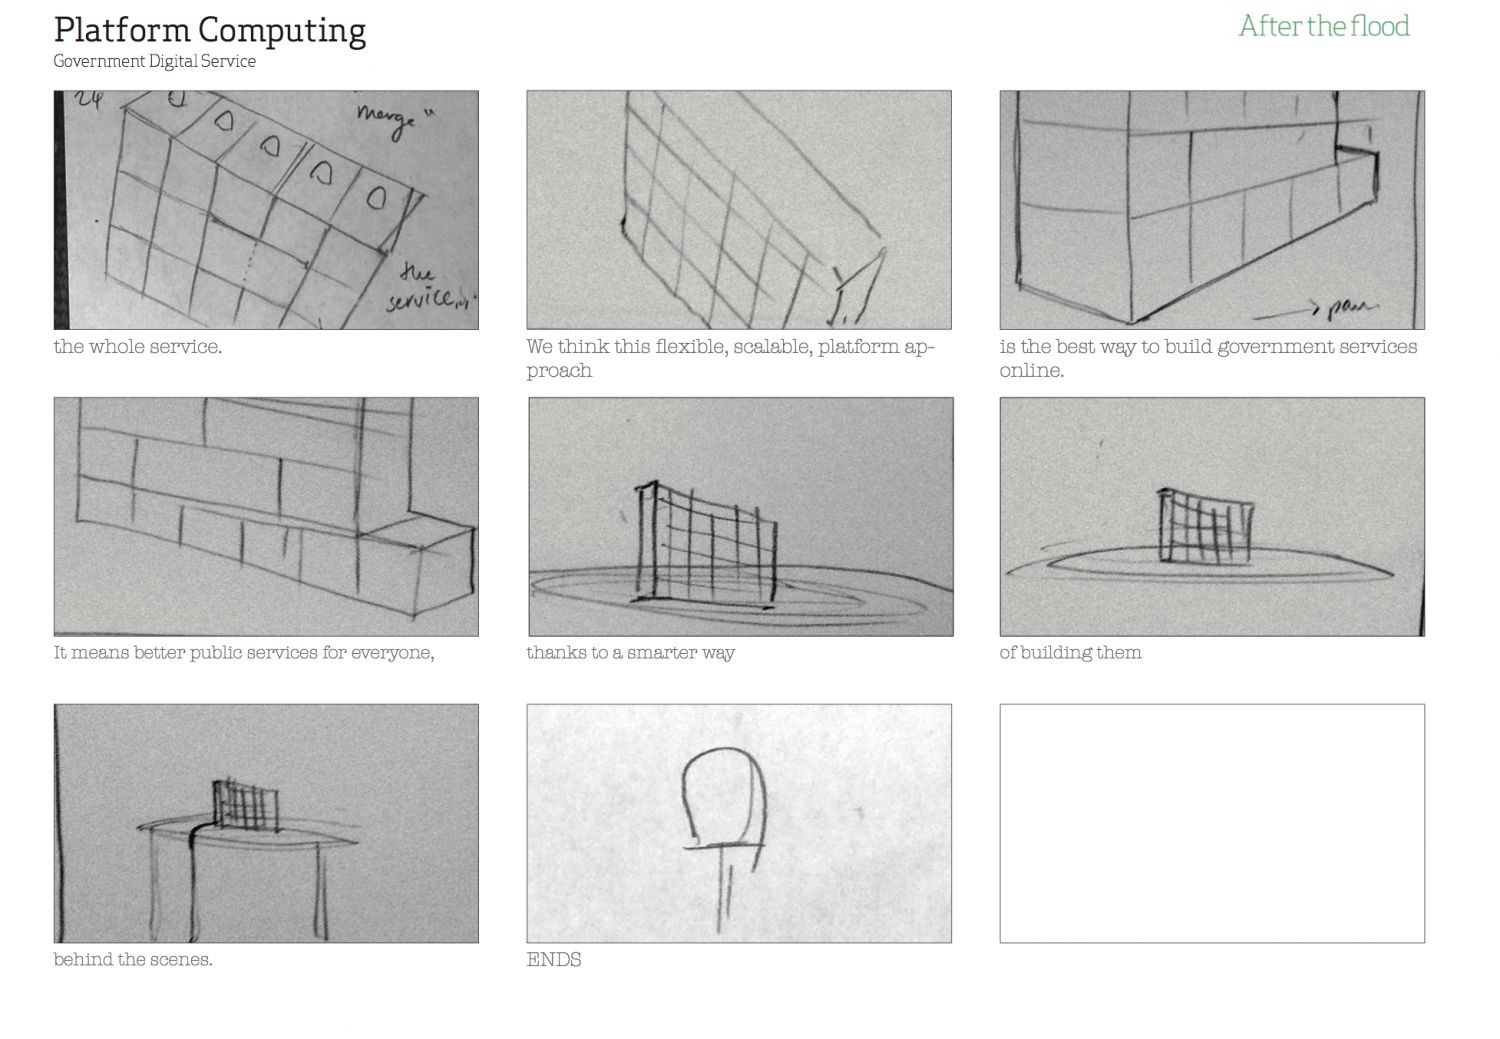 Platform Computing
After the flood
Government Digital Service
24
merge"
the
service,,,.
the whole service.
We think this flexible, scalable, platform ap-
proach
→ pan
is the best way to build government services
online.
It means better public services for everyone,
thanks to a smarter way
of building them
behind the scenes.
ENDS